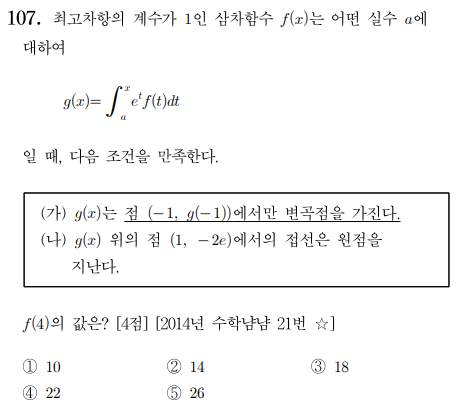 107. 최고차항의 계수가 1인 삼차함수 f(x)는 어떤 실수 a에
대하여
g(x)=∫_a^x e^t f(t)dt
일 때, 다음 조건을 만족한다.
(가) g(x)는 점 (−1, g(−1))에서만 변곡점을 가진다.
(나) g(x) 위의 점 (1, −2e)에서의 접선은 원점을
지난다.
f(4)의 값은? [4점] [2014년 수학냠냠 21번 ☆]
① 10 ② 14 ③ 18
④ 22 ⑤ 26